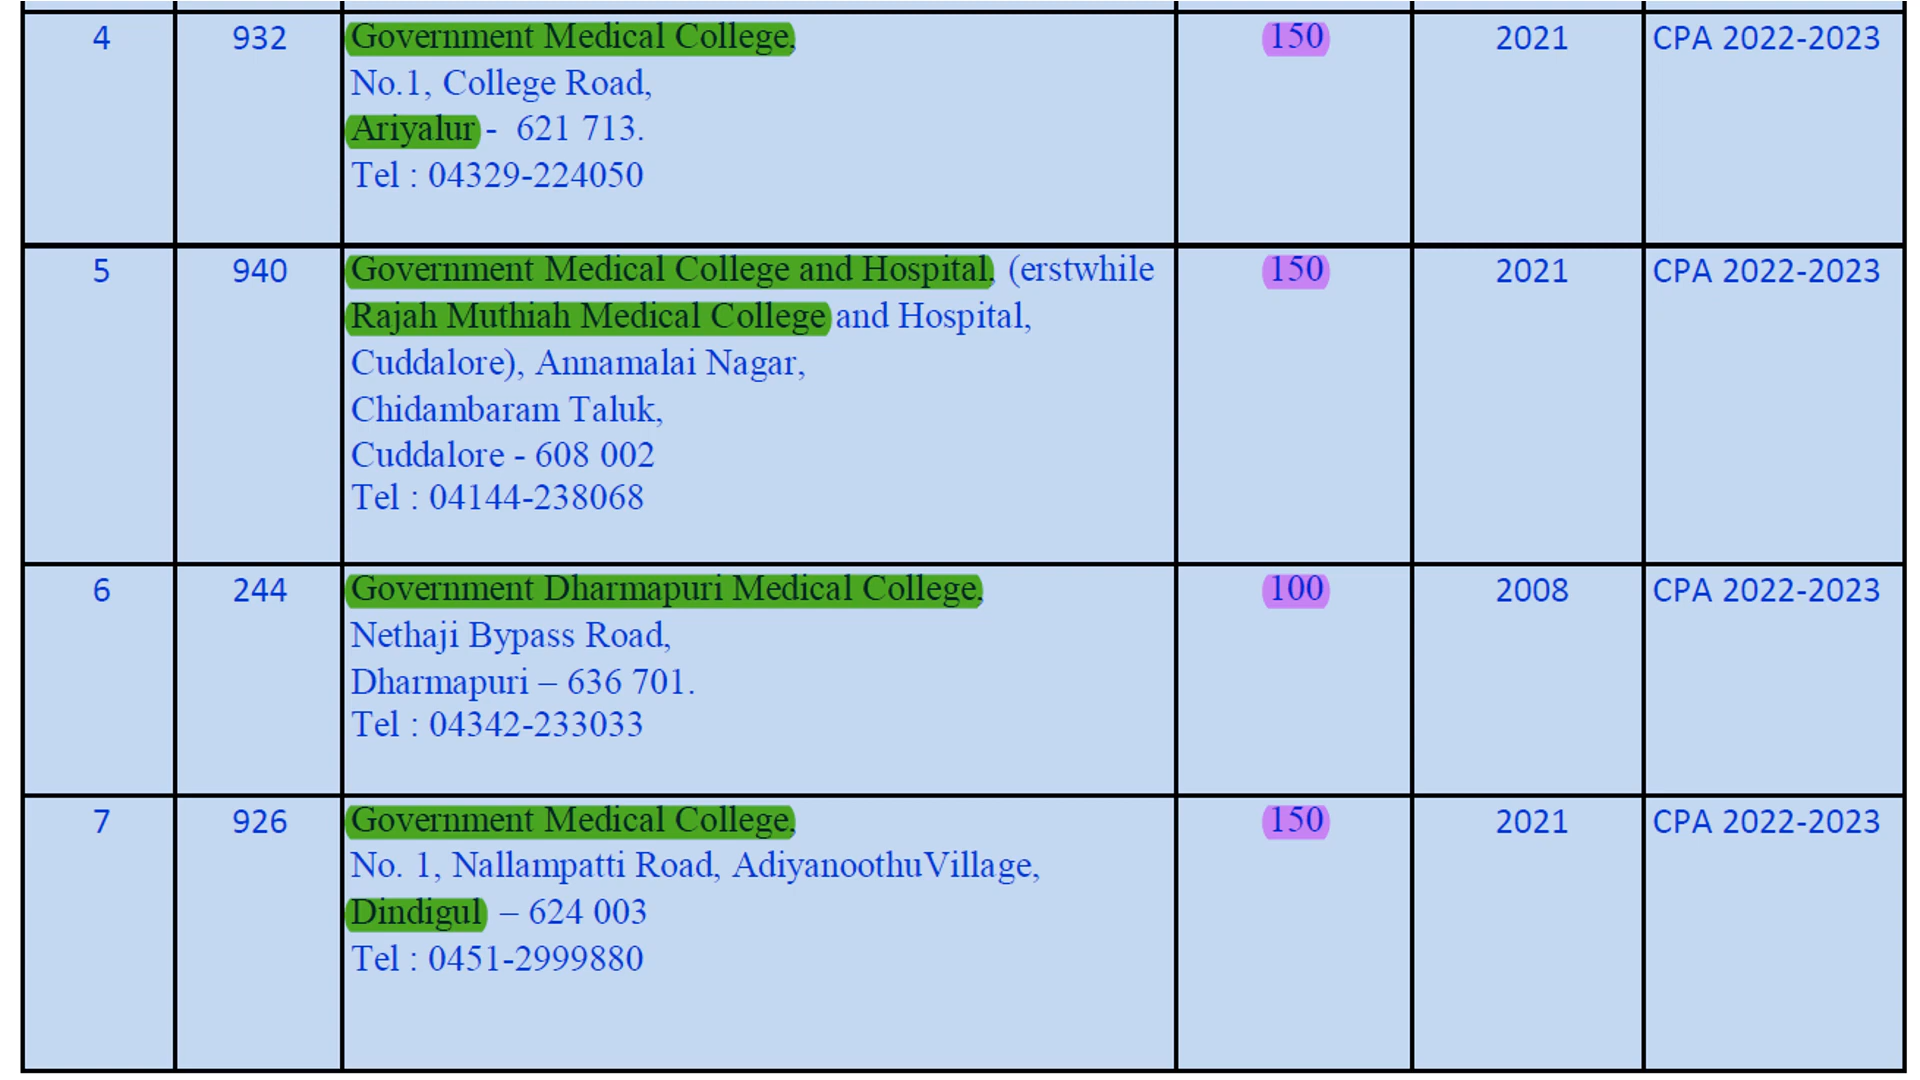 4 932 Government Medical College, 150 2021 CPA 2022-2023
No.1, College Road,
Ariyalur - 621 713.
Tel : 04329-224050
5 940 Government Medical College and Hospital, (erstwhile 150 2021 CPA 2022-2023
Rajah Muthiah Medical College and Hospital,
Cuddalore), Annamalai Nagar,
Chidambaram Taluk,
Cuddalore - 608 002
Tel : 04144-238068
6 244 Government Dharmapuri Medical College, 100 2008 CPA 2022-2023
Nethaji Bypass Road,
Dharmapuri – 636 701.
Tel : 04342-233033
7 926 Government Medical College, 150 2021 CPA 2022-2023
No. 1, Nallampatti Road, AdiyanoothuVillage,
Dindigul – 624 003
Tel : 0451-2999880